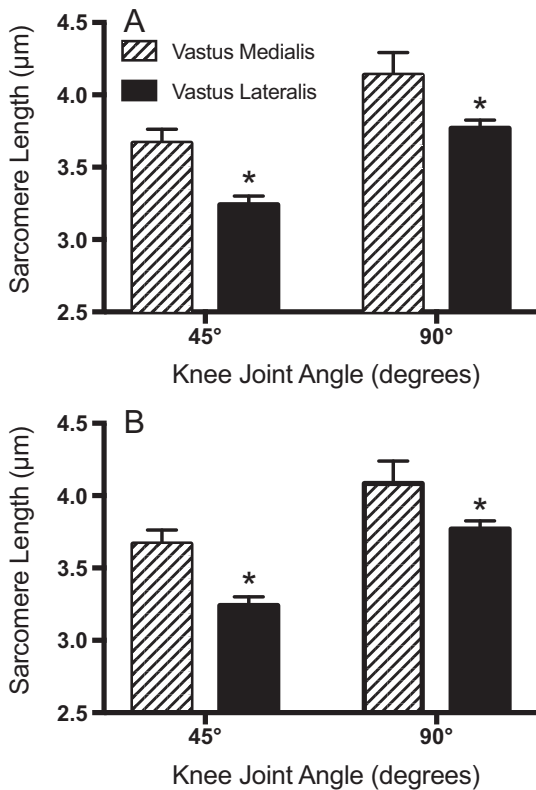 A
4.5
Vastus Medialis
Vastus Lateralis
4.0
*
*
3.5
3.0
2.5
Sarcomere Length (μm)
45°
90°
Knee Joint Angle (degrees)
B
4.5
4.0
*
*
3.5
3.0
2.5
Sarcomere Length (μm)
45°
90°
Knee Joint Angle (degrees)